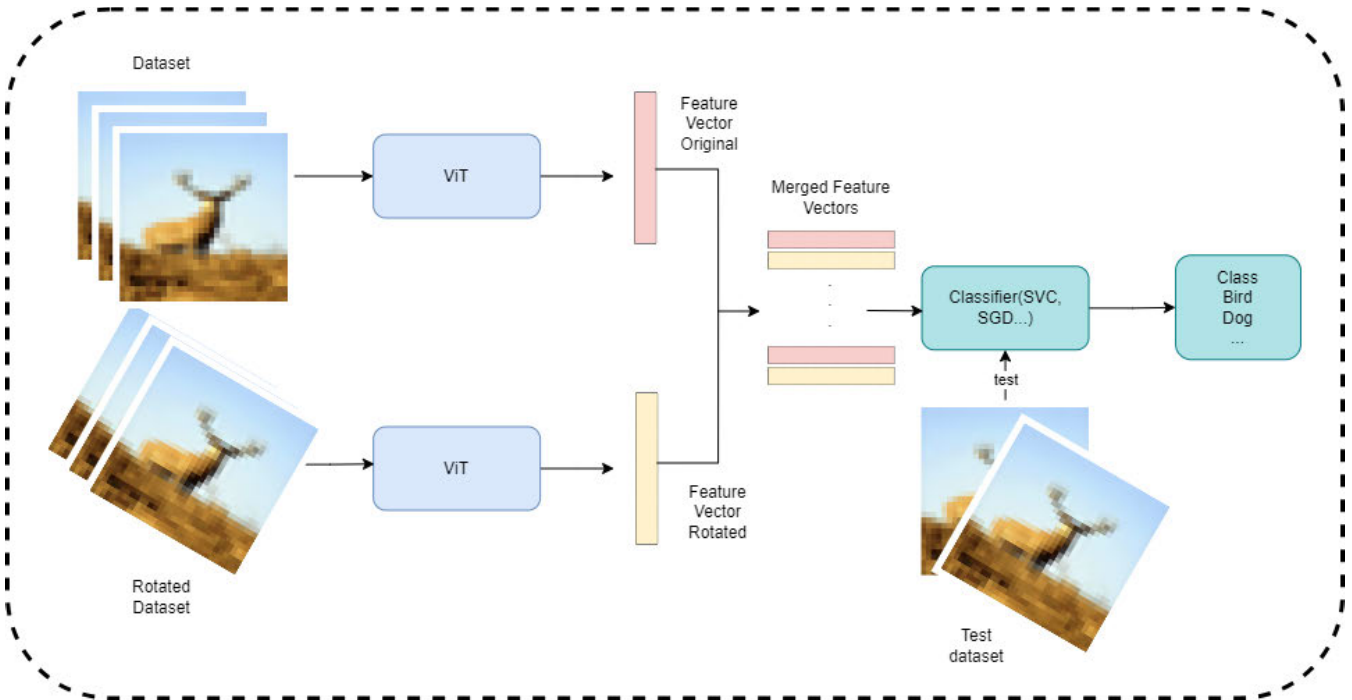 Dataset
ViT
Feature
Vector
Original
Merged Feature
Vectors
.
.
.
Classifier(SVC,
SGD...)
Class
Bird
Dog
...
test
ViT
Feature
Vector
Rotated
Rotated
Dataset
Test
dataset